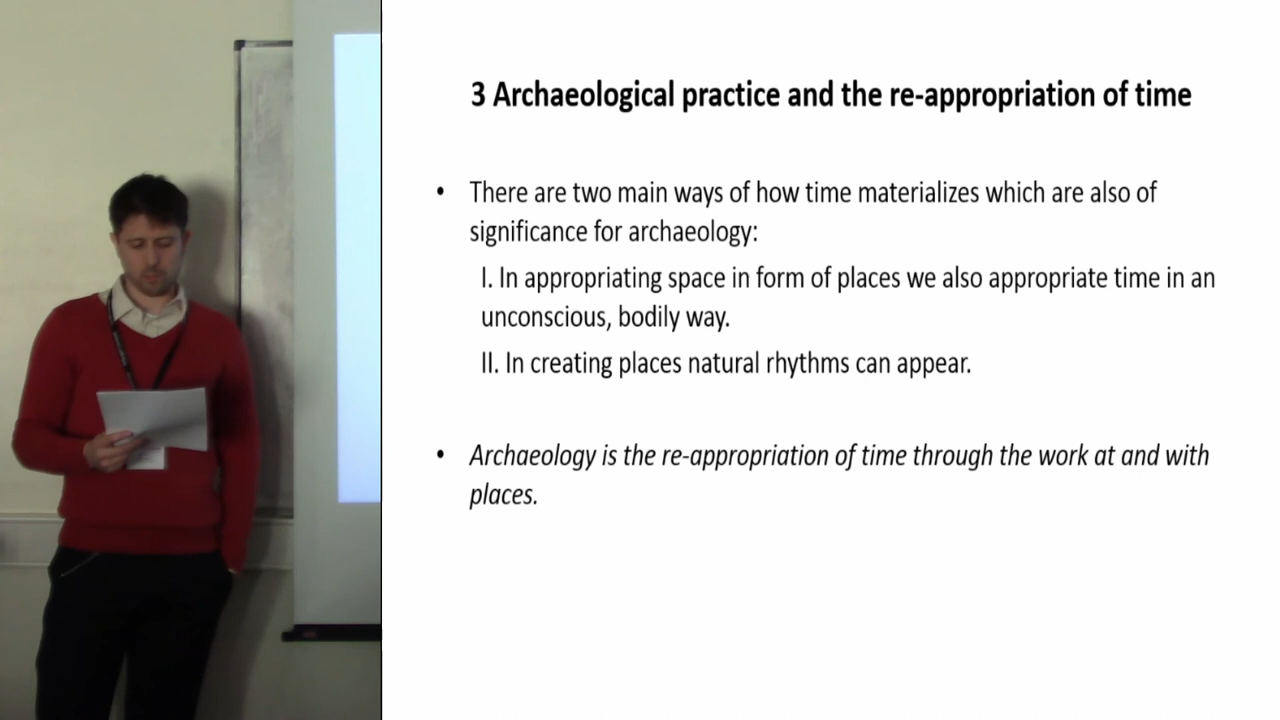 3 Archaeological practice and the re-appropriation of time
• There are two main ways of how time materializes which are also of
significance for archaeology:
I. In appropriating space in form of places we also appropriate time in an
unconscious, bodily way.
II. In creating places natural rhythms can appear.
• Archaeology is the re-appropriation of time through the work at and with
places.